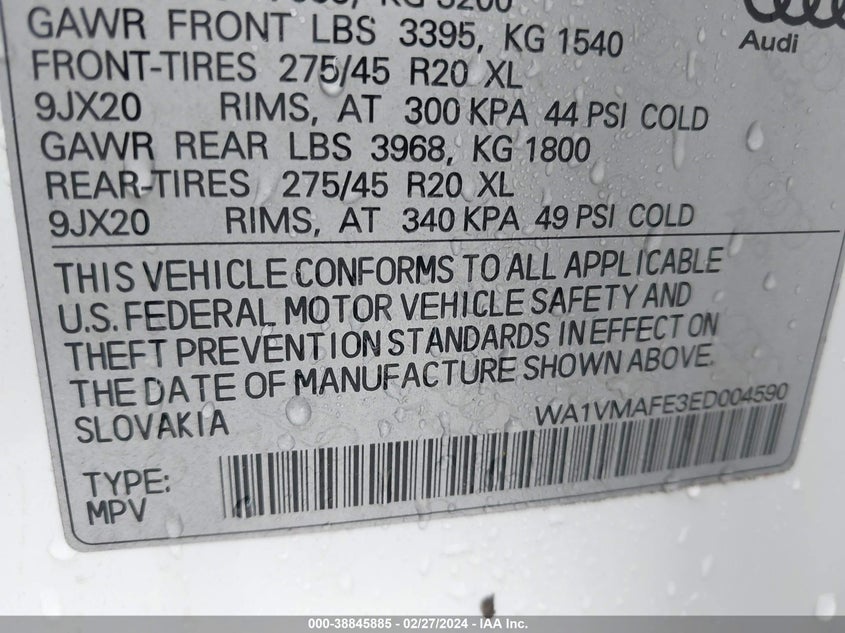 KG 3200
GAWR FRONT LBS 3395, KG 1540
Audi
FRONT-TIRES 275/45 R20 XL
9JX20 RIMS, AT 300 KPA 44 PSI COLD
GAWR REAR LBS 3968, KG 1800
REAR-TIRES 275/45 R20 XL
9JX20 RIMS, AT 340 KPA 49 PSI COLD
THIS VEHICLE CONFORMS TO ALL APPLICABLE
U.S. FEDERAL MOTOR VEHICLE SAFETY AND
THEFT PREVENTION STANDARDS IN EFFECT ON
THE DATE OF MANUFACTURE SHOWN ABOVE.
SLOVAKIA WA1VMAFE3ED004590
TYPE:
MPV
000-38845885 - 02/27/2024 - IAA Inc.